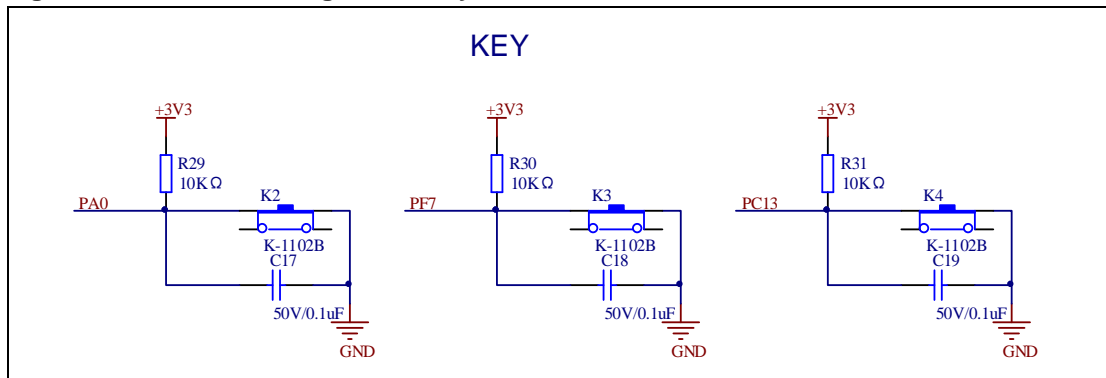 KEY
+3V3
R29
10KΩ
PA0
K2
K-1102B
C17
50V/0.1uF
GND
+3V3
R30
10KΩ
PF7
K3
K-1102B
C18
50V/0.1uF
GND
+3V3
R31
10KΩ
PC13
K4
K-1102B
C19
50V/0.1uF
GND